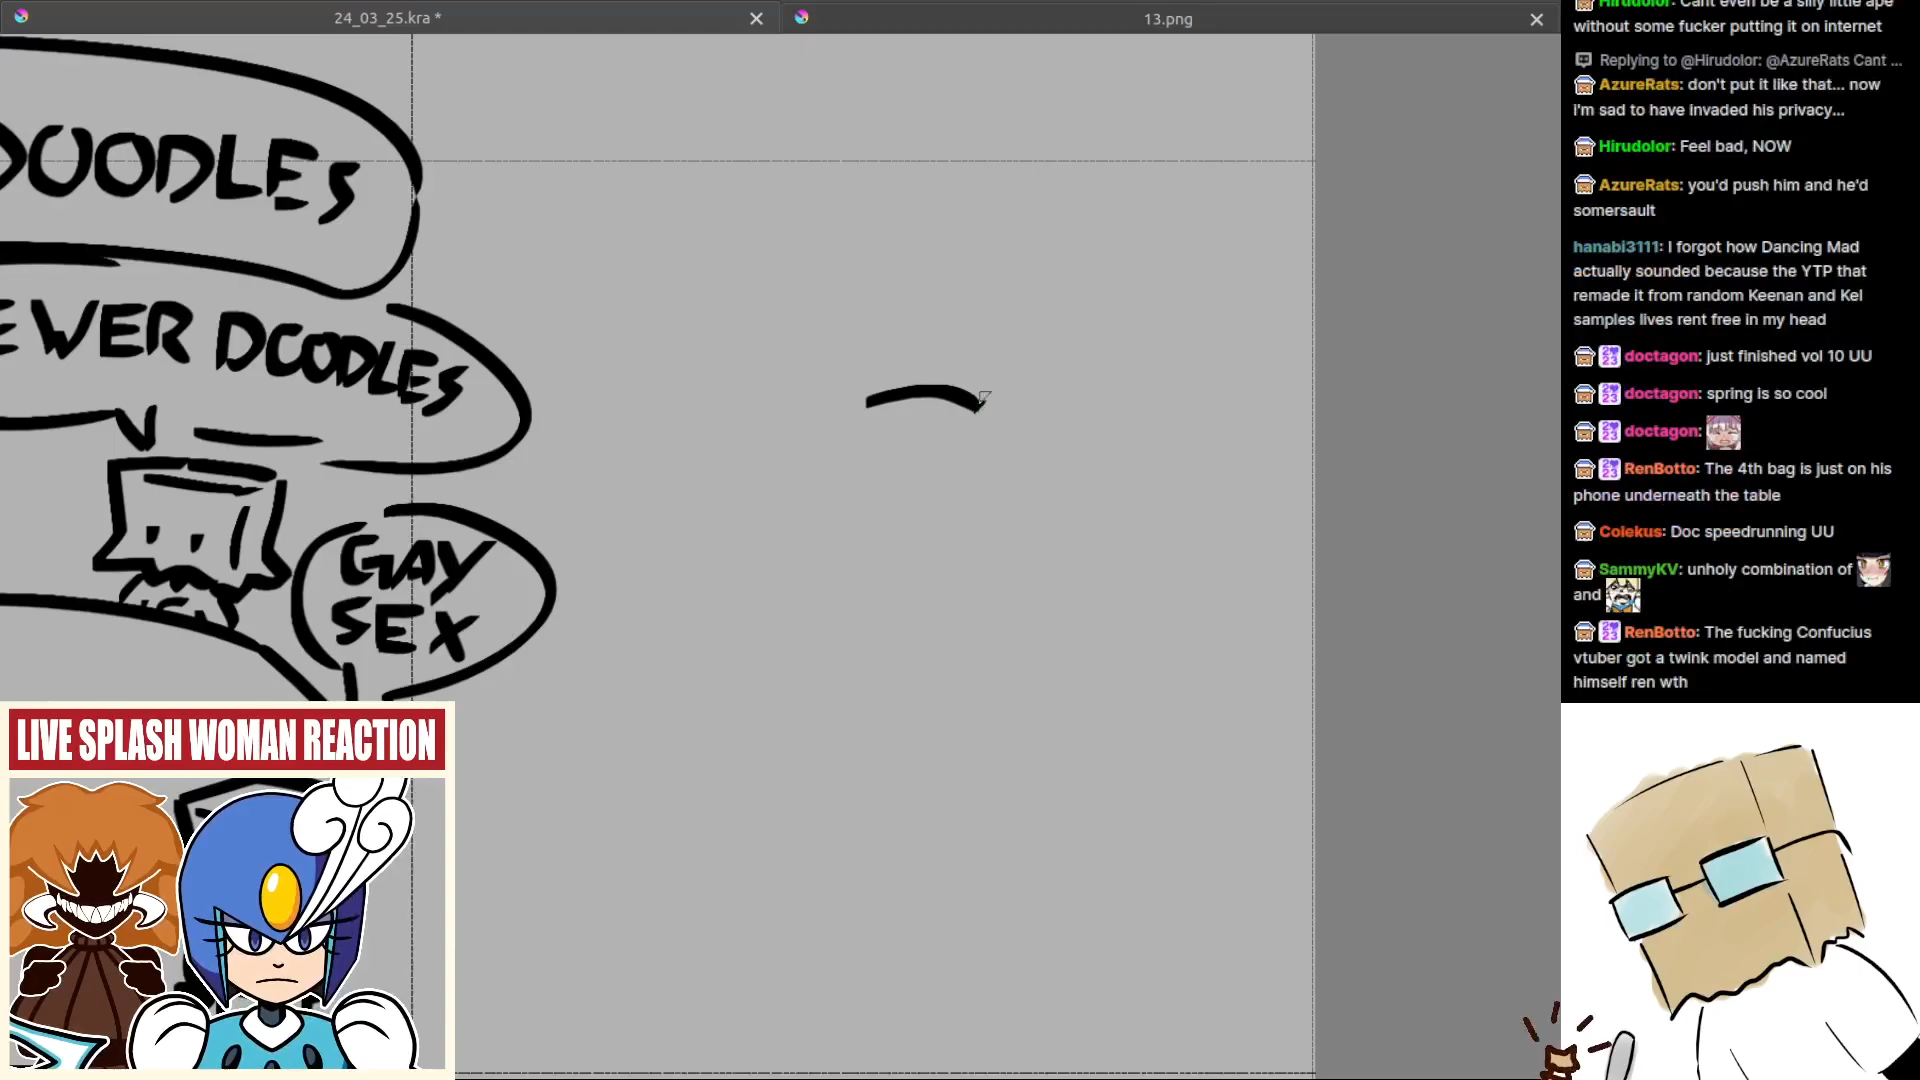 24_03_25.kra *
13.png
DOODLES
EWER DOODLES
GAY
SEX
LIVE SPLASH WOMAN REACTION
Hirudolor: Cant even be a silly little ape
without some fucker putting it on internet
Replying to @Hirudolor: @AzureRats Cant ...
AzureRats: don't put it like that... now
i'm sad to have invaded his privacy...
Hirudolor: Feel bad, NOW
AzureRats: you'd push him and he'd
somersault
hanabi3111: I forgot how Dancing Mad
actually sounded because the YTP that
remade it from random Keenan and Kel
samples lives rent free in my head
doctagon: just finished vol 10 UU
doctagon: spring is so cool
doctagon:
RenBotto: The 4th bag is just on his
phone underneath the table
Colekus: Doc speedrunning UU
SammyKV: unholy combination of
and
RenBotto: The fucking Confucius
vtuber got a twink model and named
himself ren wth